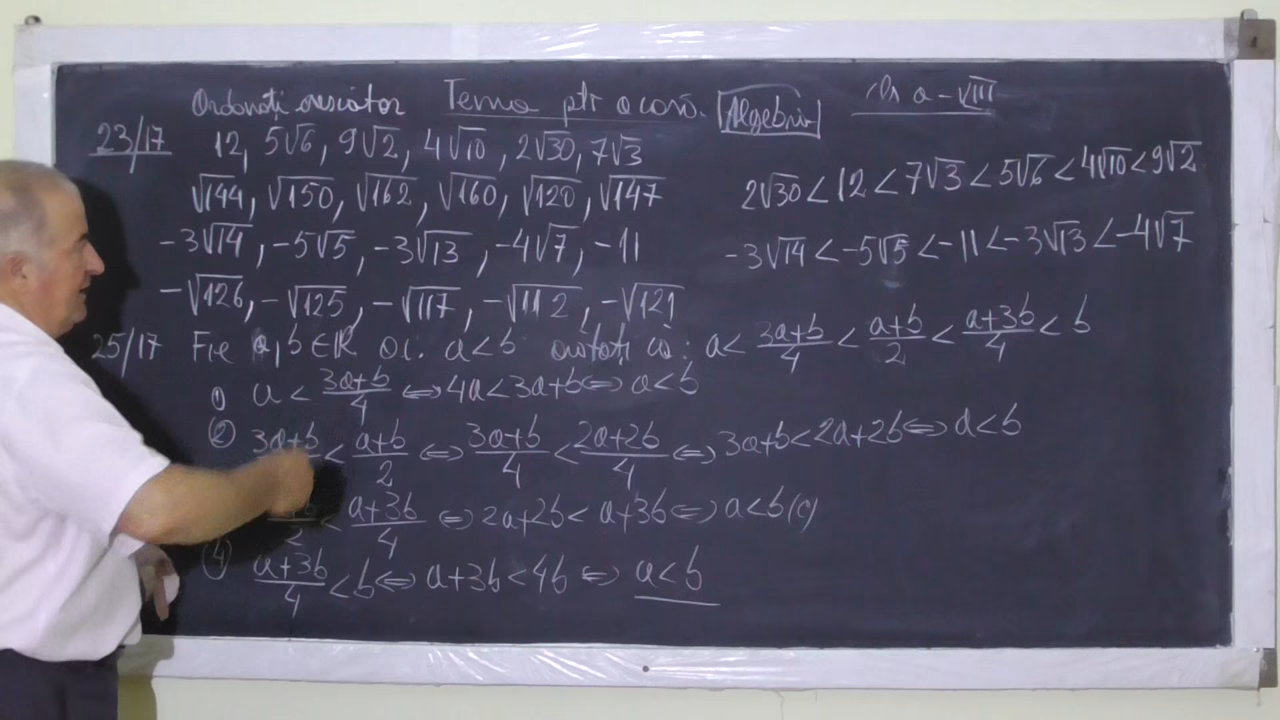 Ordonați crescător Tema ptr acasă. Algebră cls a-VIII
23/17 12, 5√6, 9√2, 4√10, 2√30, 7√3
√144, √150, √162, √160, √120, √147
2√30 < 12 < 7√3 < 5√6 < 4√10 < 9√2
-3√14, -5√5, -3√13, -4√7, -11
-3√14 < -5√5 < -11 < -3√13 < -4√7
-√126, -√125, -√117, -√112, -√121
25/17 Fie a, b ∈ ℝ a.î. a<b arătați că: a < (3a+b)/4 < (a+b)/2 < (a+3b)/4 < b
① a < (3a+b)/4 ⇔ 4a < 3a+b ⇔ a<b
② 3a+b < (a+b)/2 ⇔ (3a+b)/4 < (2a+2b)/4 ⇔ 3a+b < 2a+2b ⇔ a<b
2 < (a+3b)/4 ⇔ 2a+2b < a+3b ⇔ a<b
④ (a+3b)/4 < b ⇔ a+3b < 4b ⇔ a<b